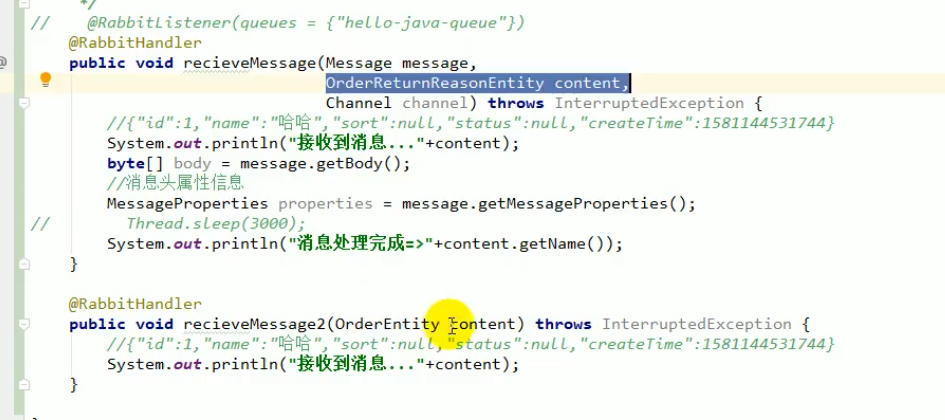 */
// @RabbitListener(queues = {"hello-java-queue"})
@RabbitHandler
public void recieveMessage(Message message,
OrderReturnReasonEntity content,
Channel channel) throws InterruptedException {
//{"id":1,"name":"哈哈","sort":null,"status":null,"createTime":1581144531744}
System.out.println("接收到消息..."+content);
byte[] body = message.getBody();
//消息头属性信息
MessageProperties properties = message.getMessageProperties();
// Thread.sleep(3000);
System.out.println("消息处理完成=>"+content.getName());
}
@RabbitHandler
public void recieveMessage2(OrderEntity content) throws InterruptedException {
//{"id":1,"name":"哈哈","sort":null,"status":null,"createTime":1581144531744}
System.out.println("接收到消息..."+content);
}